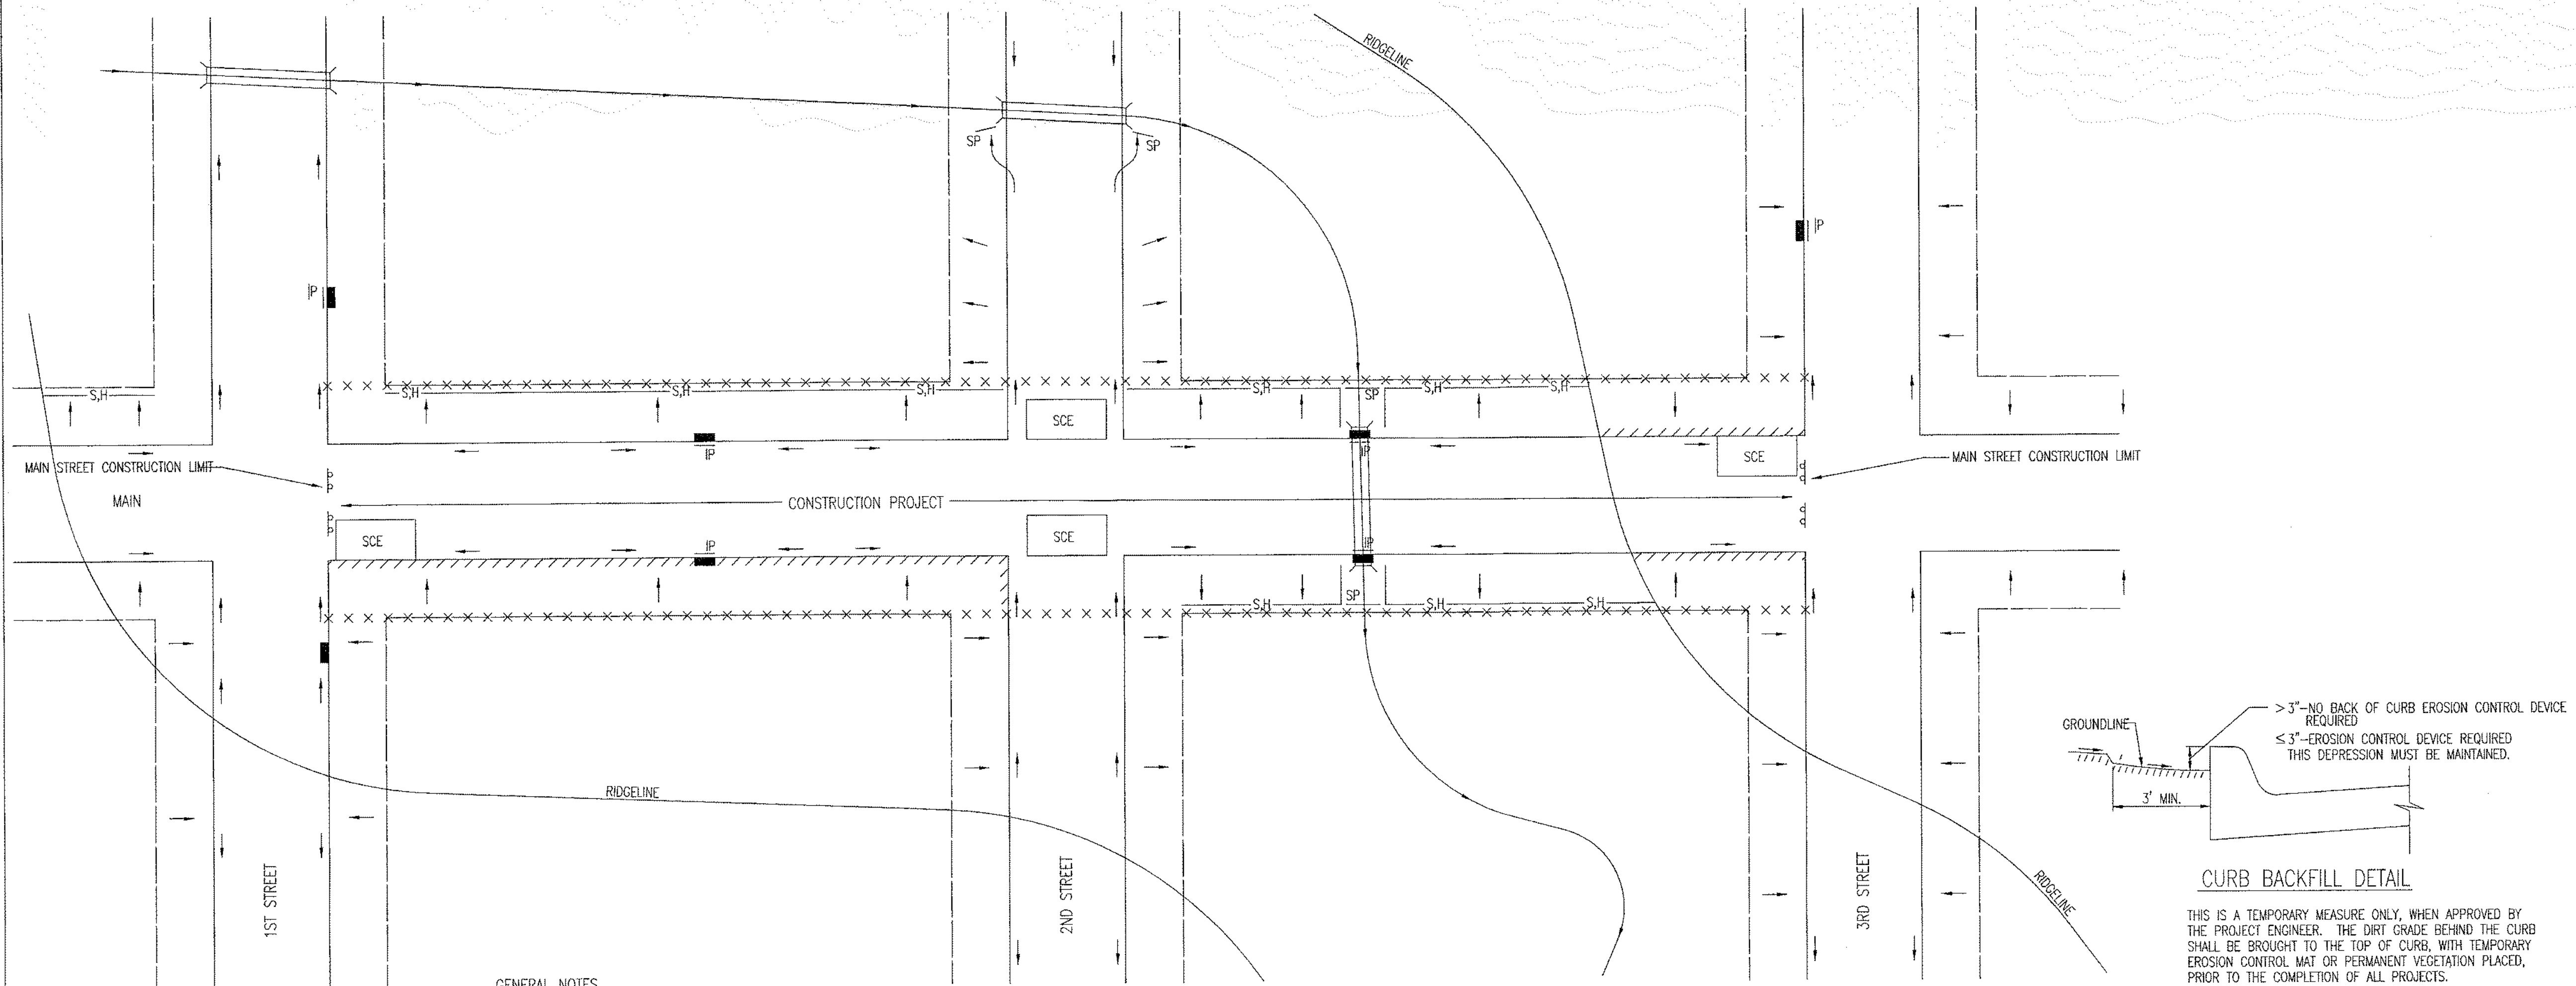 RIDGELINE
SP
SP
IP
IP
S,H
S,H
S,H
S,H
S,H
SP
S,H
S,H
SCE
IP
IP
SCE
MAIN STREET CONSTRUCTION LIMIT
MAIN STREET CONSTRUCTION LIMIT
MAIN
CONSTRUCTION PROJECT
SCE
SCE
IP
IP
S,H
SP
S,H
S,H
RIDGELINE
1ST STREET
2ND STREET
3RD STREET
RIDGELINE
GROUNDLINE
>3"-NO BACK OF CURB EROSION CONTROL DEVICE
REQUIRED
≤3"-EROSION CONTROL DEVICE REQUIRED
THIS DEPRESSION MUST BE MAINTAINED.
3' MIN.
CURB BACKFILL DETAIL
THIS IS A TEMPORARY MEASURE ONLY, WHEN APPROVED BY
THE PROJECT ENGINEER. THE DIRT GRADE BEHIND THE CURB
SHALL BE BROUGHT TO THE TOP OF CURB, WITH TEMPORARY
EROSION CONTROL MAT OR PERMANENT VEGETATION PLACED,
PRIOR TO THE COMPLETION OF ALL PROJECTS.
GENERAL NOTES